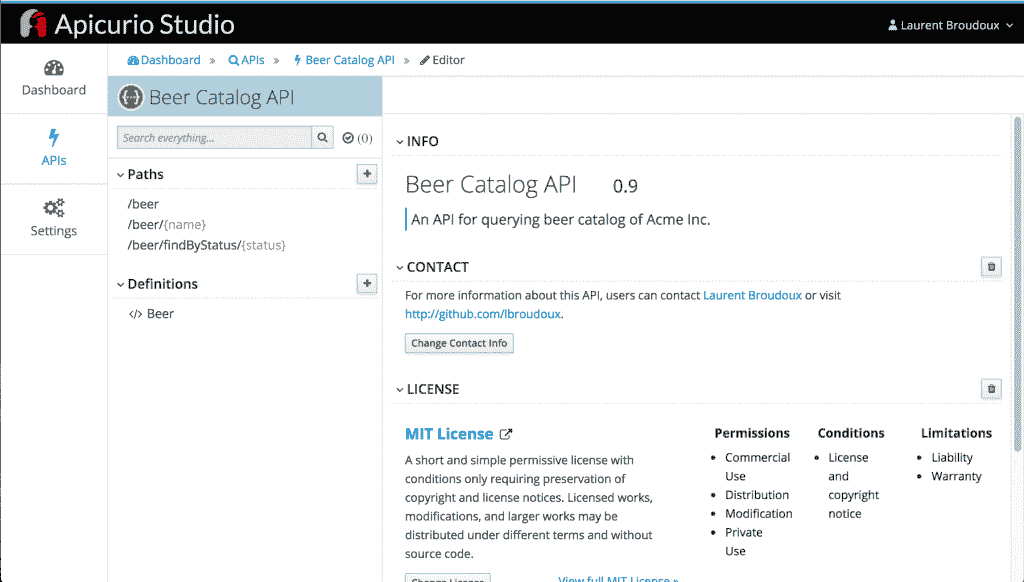 Apicurio Studio
Laurent Broudoux
Dashboard
APIs
Settings
Dashboard » APIs » Beer Catalog API » Editor
Beer Catalog API
Search everything...
(0)
Paths
/beer
/beer/{name}
/beer/findByStatus/{status}
Definitions
</> Beer
INFO
Beer Catalog API 0.9
An API for querying beer catalog of Acme Inc.
CONTACT
For more information about this API, users can contact Laurent Broudoux or visit
http://github.com/lbroudoux.
Change Contact Info
LICENSE
MIT License
A short and simple permissive license with
conditions only requiring preservation of
copyright and license notices. Licensed works,
modifications, and larger works may be
distributed under different terms and without
source code.
Change License
View full MIT License »
Permissions
Commercial
Use
Distribution
Modification
Private
Use
Conditions
License
and
copyright
notice
Limitations
Liability
Warranty